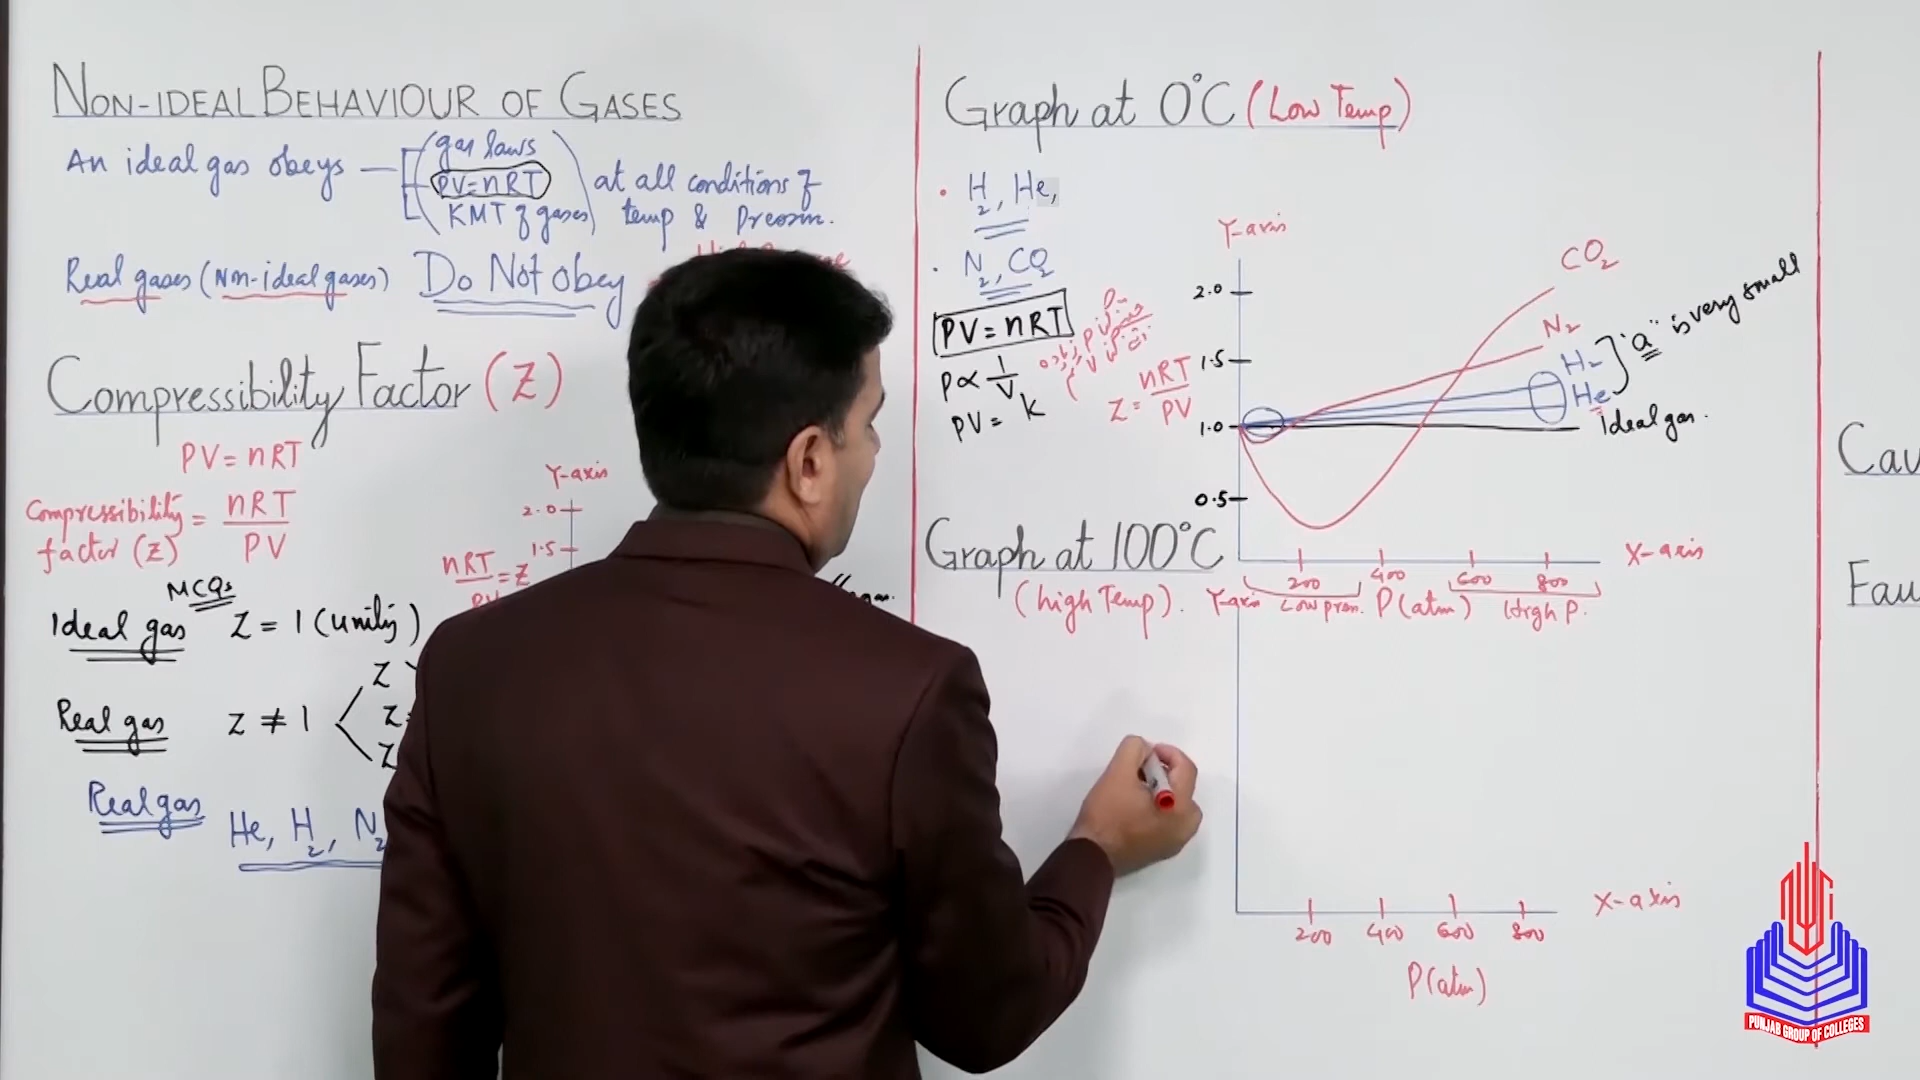 NON-IDEAL BEHAVIOUR OF GASES
An ideal gas obeys — gas laws
PV=nRT
KMT of gases
at all conditions of
temp &
Real gases (Non-ideal gases) Do Not obey
Compressibility Factor (Z)
PV = nRT
Compressibility factor (Z) = nRT / PV
MCQs
Ideal gas Z = 1 (unity)
Real gas Z ≠ 1
Z
Z
Z
Real gas
He, H2, N2
Y-axis
2.0
1.5
nRT = Z
Graph at 0°C (Low Temp)
• H2, He,
• N2, CO2
PV = nRT
P∝ 1/V
PV = K
Z = nRT / PV
Y-axis
2.0
1.5
1.0
0.5
CO2
N2
H2
He
"a" is very small
Ideal gas.
200 400 600 800
X-axis
Low pres. P(atm) High P.
Graph at 100°C
(high Temp).
Y-axis
200 400 600 800
X-axis
P(atm)
Cau
Fau
PUNJAB GROUP OF COLLEGES